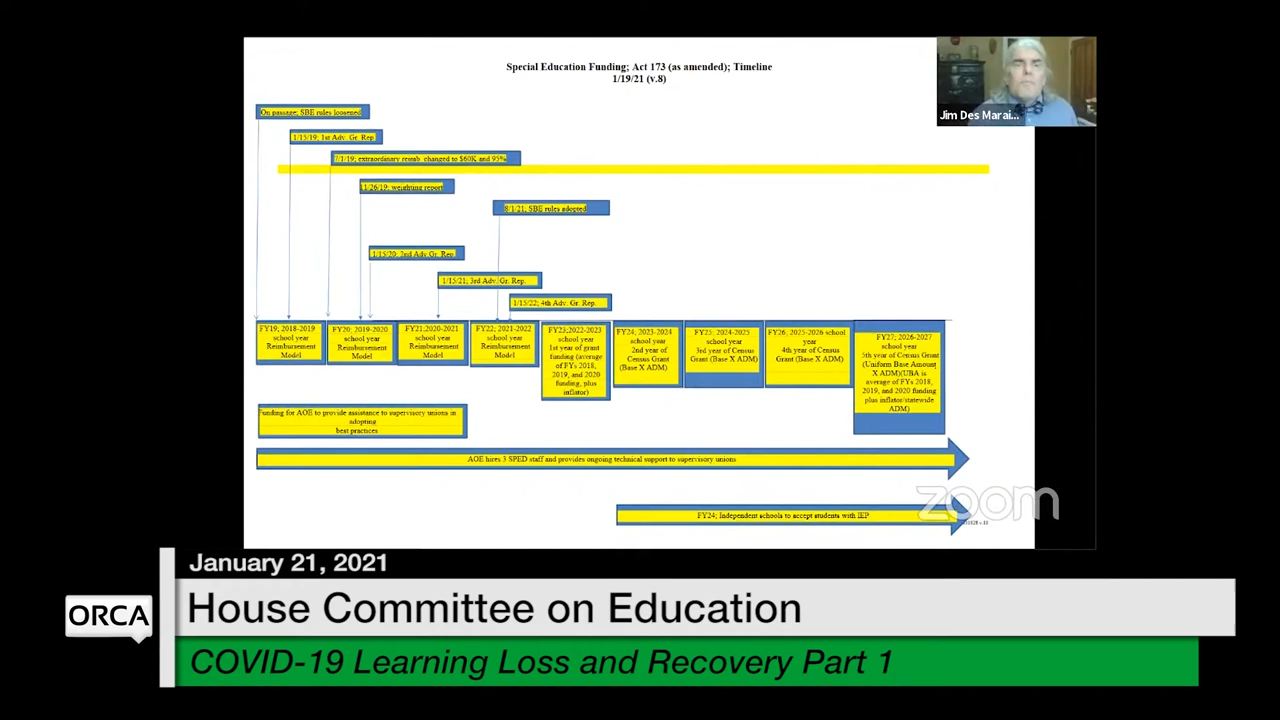 Special Education Funding; Act 173 (as amended); Timeline
1/19/21 (v.8)
Jim Des Marai...
On passage; SBE rules loosened
1/15/19; 1st Adv. Gr. Rep.
7/1/19; extraordinary reimb. changed to $60K and 95%
11/26/19; weighting report
8/1/21; SBE rules adopted
1/15/20; 2nd Adv.Gr. Rep.
1/15/21; 3rd Adv. Gr. Rep.
1/15/22; 4th Adv. Gr. Rep.
FY19; 2018-2019
school year
Reimbursement
Model
FY20; 2019-2020
school year
Reimbursement
Model
FY21;2020-2021
school year
Reimbursement
Model
FY22; 2021-2022
school year
Reimbursement
Model
FY23;2022-2023
school year
1st year of grant
funding (average
of FYs 2018,
2019, and 2020
funding, plus
inflator)
FY24; 2023-2024
school year
2nd year of
Census Grant
(Base X ADM)
FY25; 2024-2025
school year
3rd year of Census
Grant (Base X ADM)
FY26; 2025-2026 school
year
4th year of Census
Grant (Base X ADM)
FY27; 2026-2027
school year
5th year of Census Grant
(Uniform Base Amount
X ADM)(UBA is
average of FYs 2018,
2019, and 2020 funding
plus inflator/statewide
ADM)
Funding for AOE to provide assistance to supervisory unions in
adopting
best practices
AOE hires 3 SPED staff and provides ongoing technical support to supervisory unions
FY24; Independent schools to accept students with IEP
zoom
January 21, 2021
ORCA
House Committee on Education
COVID-19 Learning Loss and Recovery Part 1